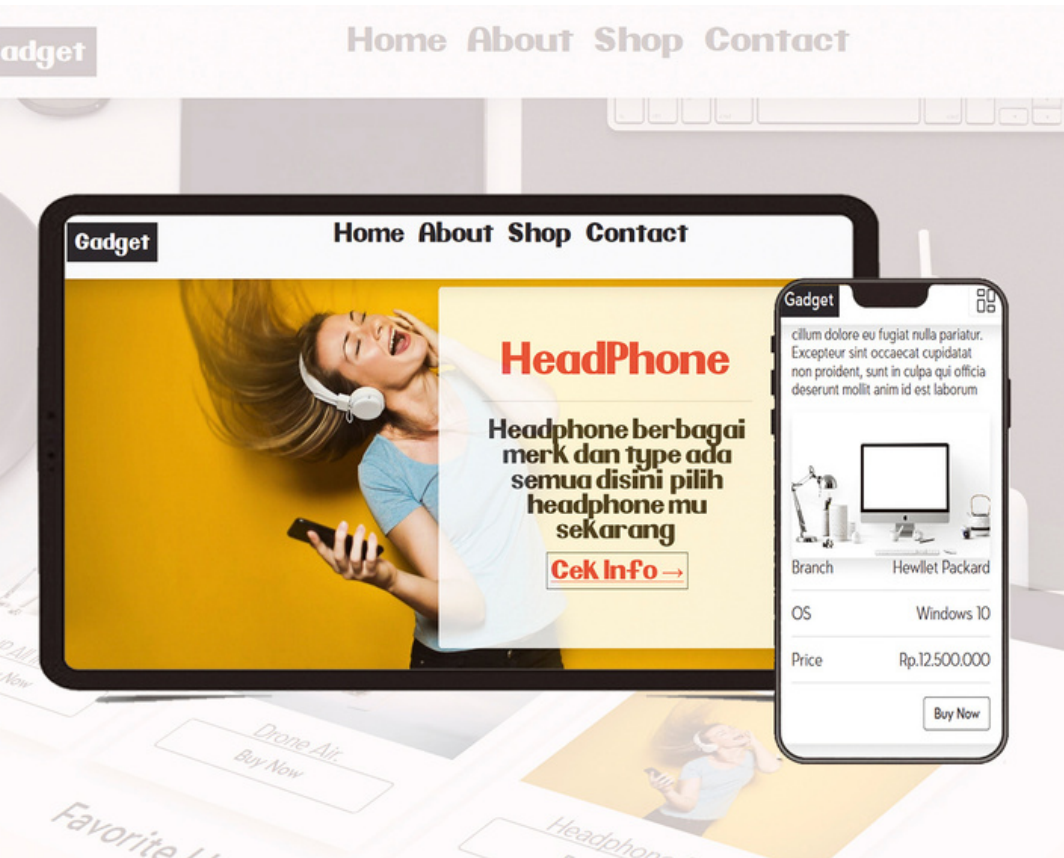 adget
Home About Shop Contact
Gadget
Home About Shop Contact
HeadPhone
Headphone berbagai
merk dan type ada
semua disini pilih
headphone mu
sekarang
Cek Info →
Gadget
cillum dolore eu fugiat nulla pariatur.
Excepteur sint occaecat cupidatat
non proident, sunt in culpa qui officia
deserunt mollit anim id est laborum
Branch Hewllet Packard
OS Windows 10
Price Rp.12.500.000
Buy Now
Now
Drone Air.
Buy Now
Headphon
Favorite